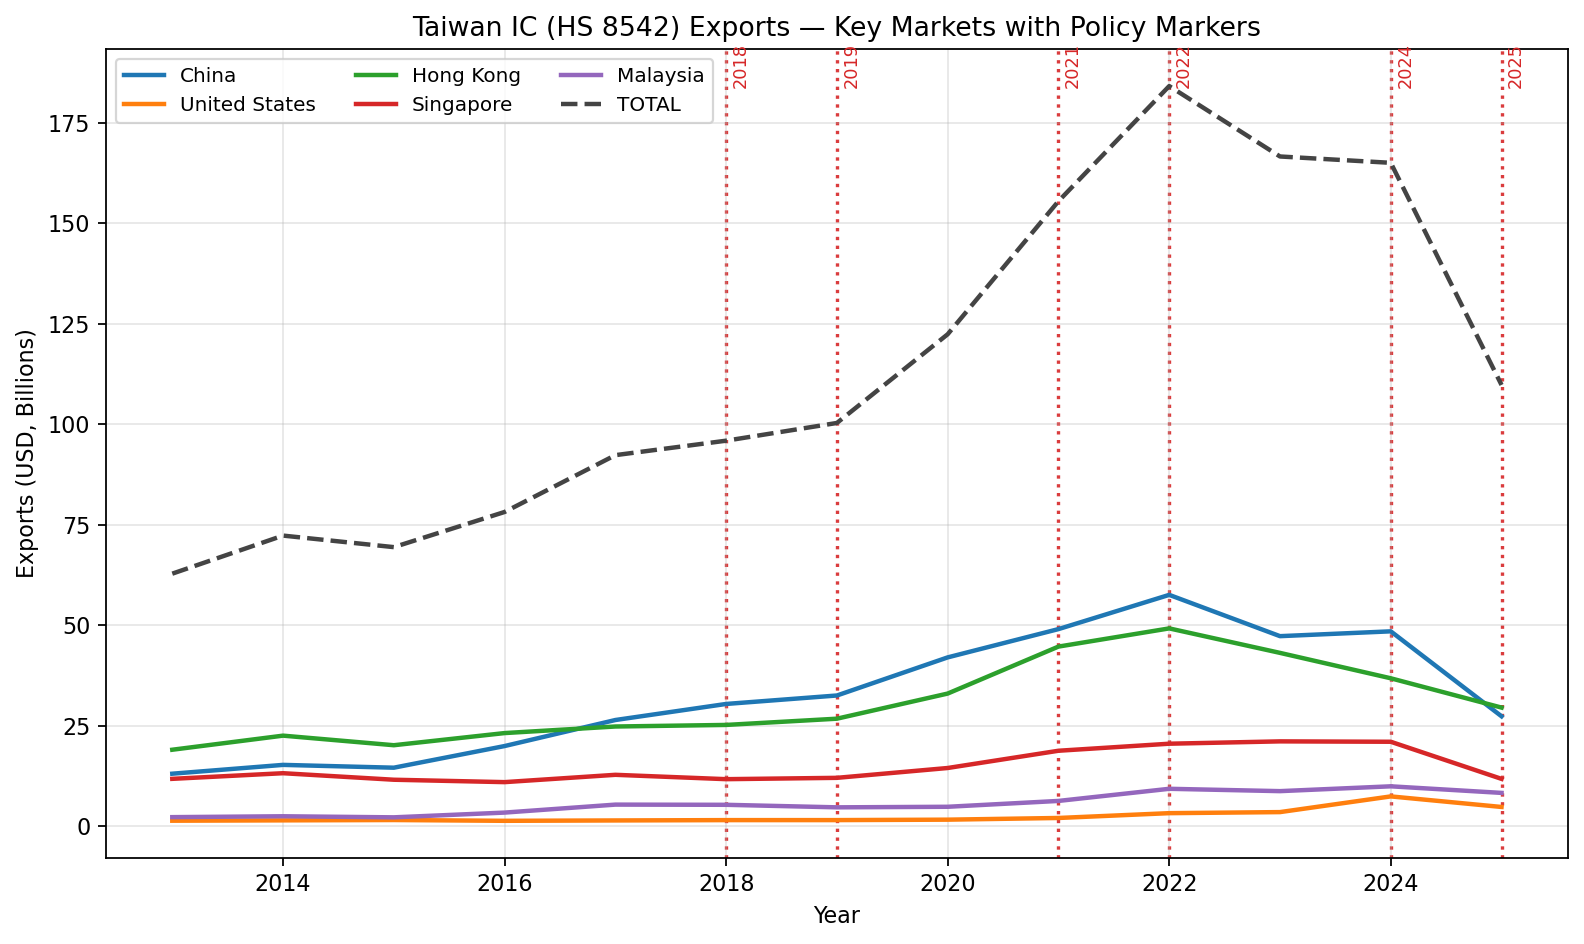 Taiwan IC (HS 8542) Exports — Key Markets with Policy Markers
China
United States
Hong Kong
Singapore
Malaysia
TOTAL
2018
2019
2021
2022
2024
2025
Exports (USD, Billions)
175
150
125
100
75
50
25
0
2014
2016
2018
2020
2022
2024
Year